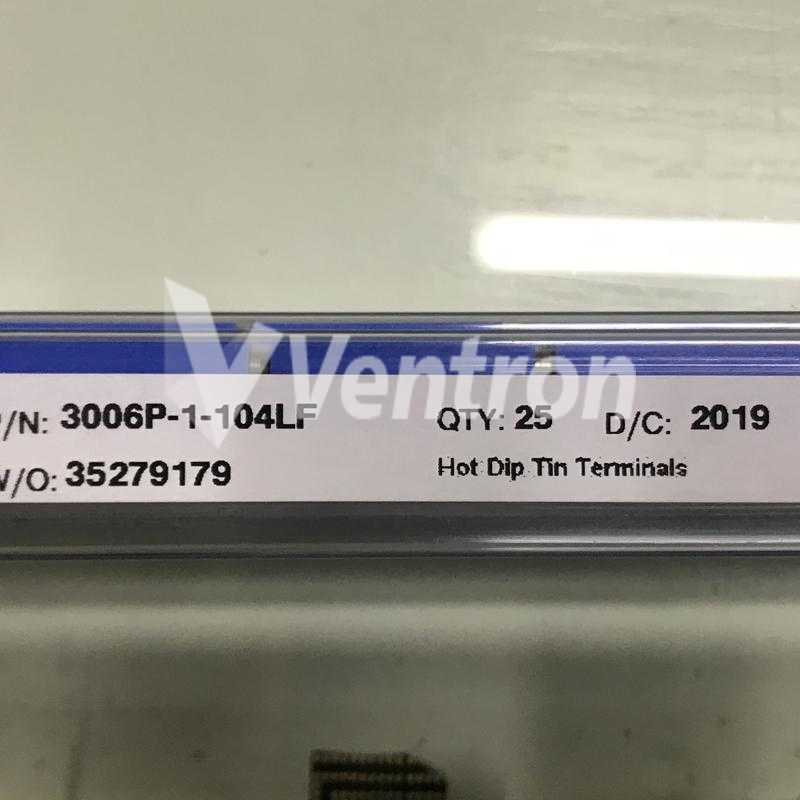 Ventron
/N: 3006P-1-104LF QTY: 25 D/C: 2019
/O: 35279179 Hot Dip Tin Terminals